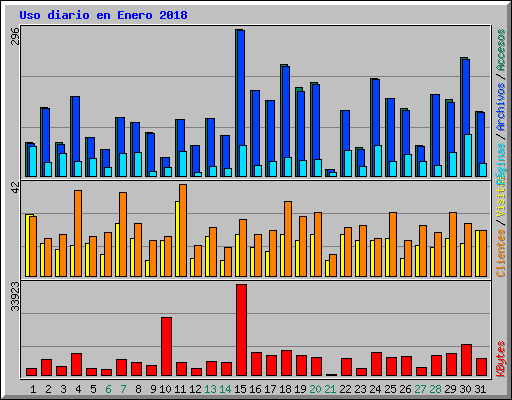 Uso diario en Enero 2018
296
42
33923
Clientes / Visitas
Páginas / Archivos / Accesos
KBytes
1 2 3 4 5 6 7 8 9 10 11 12 13 14 15 16 17 18 19 20 21 22 23 24 25 26 27 28 29 30 31